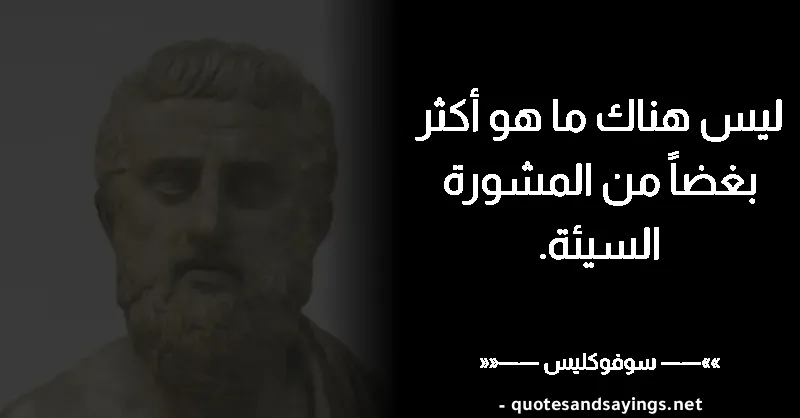 ليس هناك ما هو أكثر
بغضاً من المشورة
السيئة.
»»—— سوفوكليس ——««
- quotesandsayings.net